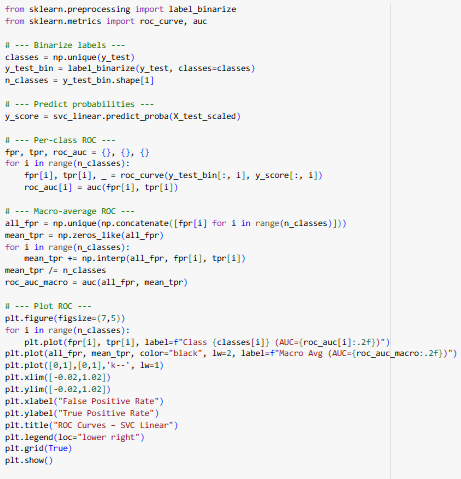 from sklearn.preprocessing import label_binarize
from sklearn.metrics import roc_curve, auc
# --- Binarize labels ---
classes = np.unique(y_test)
y_test_bin = label_binarize(y_test, classes=classes)
n_classes = y_test_bin.shape[1]
# --- Predict probabilities ---
y_score = svc_linear.predict_proba(X_test_scaled)
# --- Per-class ROC ---
fpr, tpr, roc_auc = {}, {}, {}
for i in range(n_classes):
    fpr[i], tpr[i], _ = roc_curve(y_test_bin[:, i], y_score[:, i])
    roc_auc[i] = auc(fpr[i], tpr[i])
# --- Macro-average ROC ---
all_fpr = np.unique(np.concatenate([fpr[i] for i in range(n_classes)]))
mean_tpr = np.zeros_like(all_fpr)
for i in range(n_classes):
    mean_tpr += np.interp(all_fpr, fpr[i], tpr[i])
mean_tpr /= n_classes
roc_auc_macro = auc(all_fpr, mean_tpr)
# --- Plot ROC ---
plt.figure(figsize=(7,5))
for i in range(n_classes):
    plt.plot(fpr[i], tpr[i], label=f"Class {classes[i]} (AUC={roc_auc[i]:.2f})")
plt.plot(all_fpr, mean_tpr, color="black", lw=2, label=f"Macro Avg (AUC={roc_auc_macro:.2f})")
plt.plot([0,1],[0,1],'k--', lw=1)
plt.xlim([-0.02,1.02])
plt.ylim([-0.02,1.02])
plt.xlabel("False Positive Rate")
plt.ylabel("True Positive Rate")
plt.title("ROC Curves – SVC Linear")
plt.legend(loc="lower right")
plt.grid(True)
plt.show()